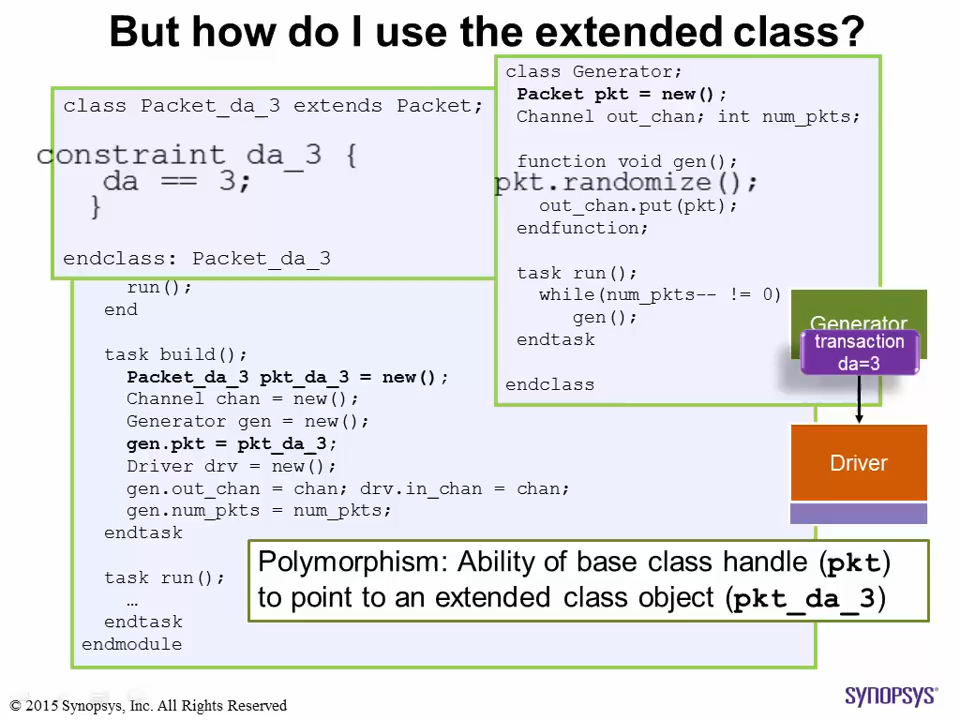 But how do I use the extended class?
class Packet_da_3 extends Packet;
constraint da_3 {
da == 3;
}
endclass: Packet_da_3
class Generator;
Packet pkt = new();
Channel out_chan; int num_pkts;
function void gen();
pkt.randomize();
out_chan.put(pkt);
endfunction;
task run();
while(num_pkts-- != 0)
gen();
endtask
endclass
run();
end
task build();
Packet_da_3 pkt_da_3 = new();
Channel chan = new();
Generator gen = new();
gen.pkt = pkt_da_3;
Driver drv = new();
gen.out_chan = chan; drv.in_chan = chan;
gen.num_pkts = num_pkts;
endtask
task run();
…
endtask
endmodule
Generator
transaction
da=3
Driver
Polymorphism: Ability of base class handle (pkt)
to point to an extended class object (pkt_da_3)
© 2015 Synopsys, Inc. All Rights Reserved
SYNOPSYS